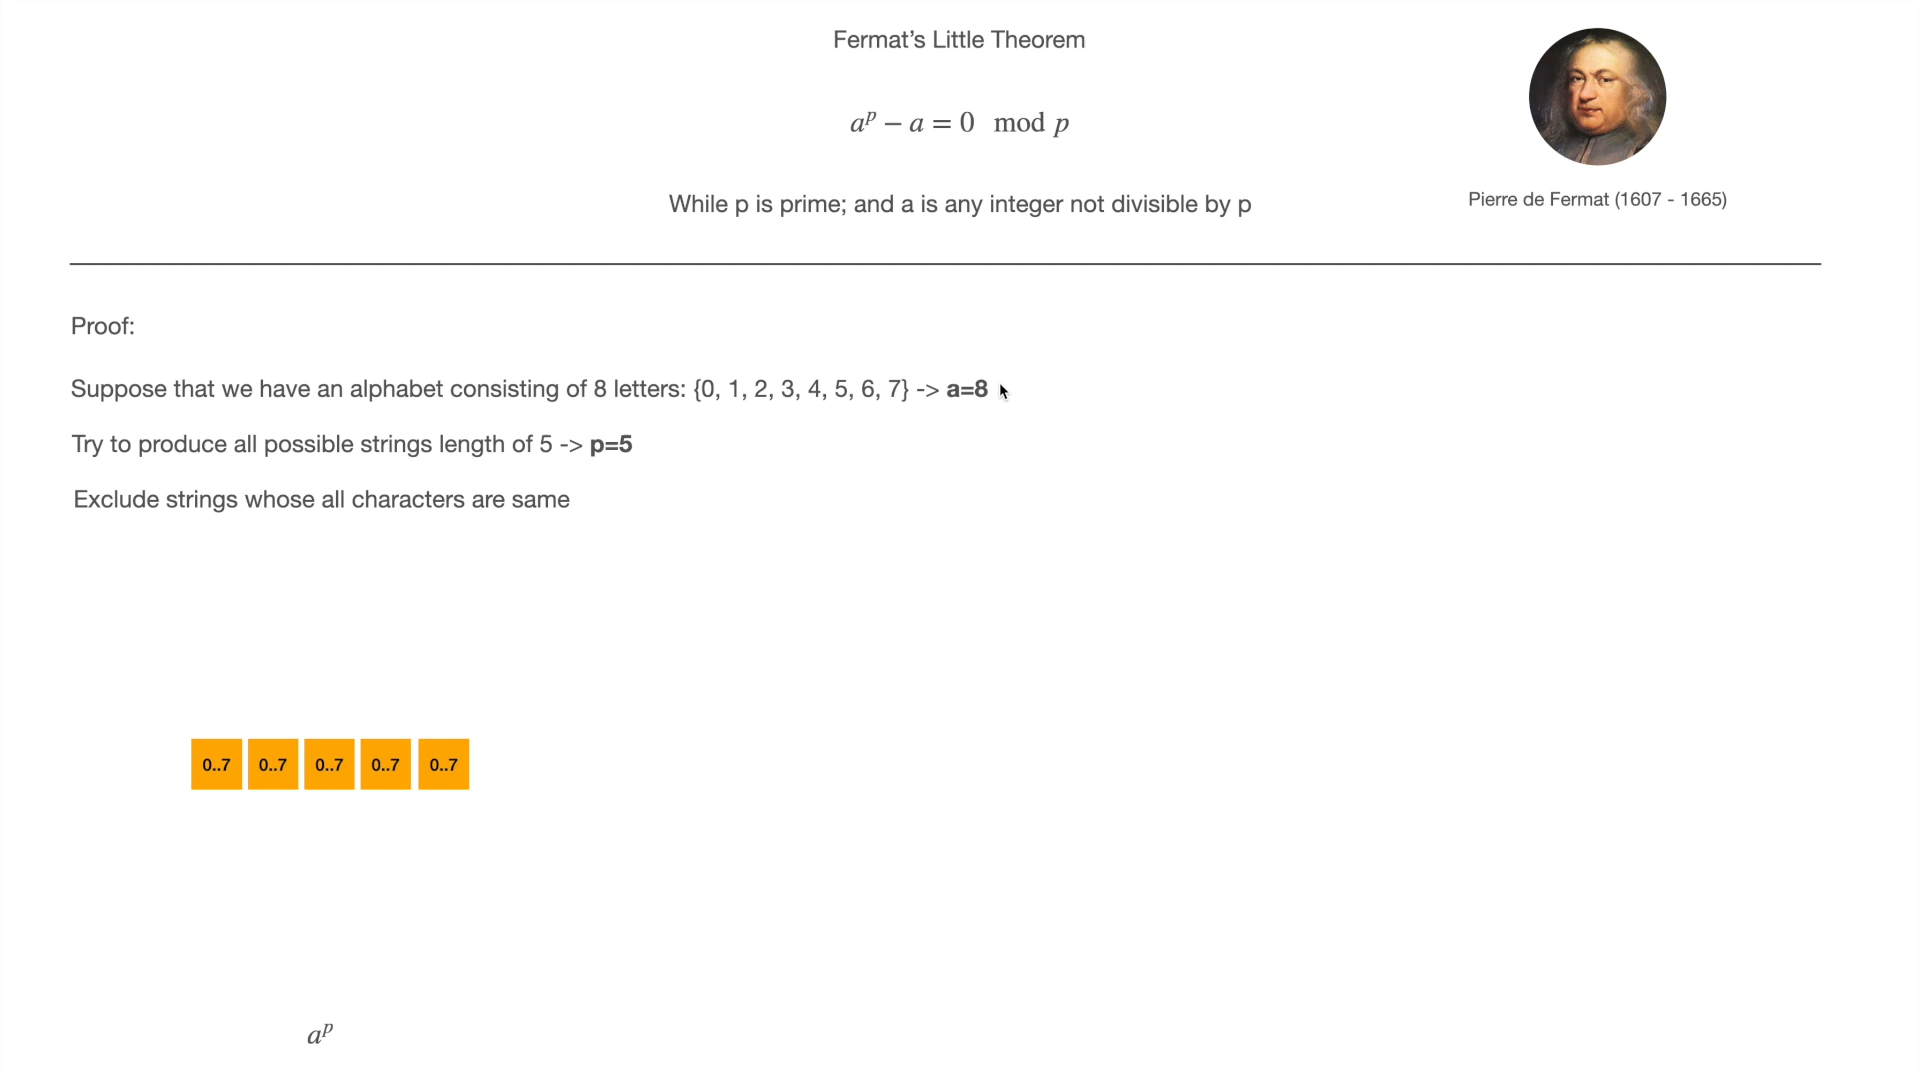 Fermat’s Little Theorem
aᵖ − a = 0 mod p
While p is prime; and a is any integer not divisible by p
Pierre de Fermat (1607 - 1665)
Proof:
Suppose that we have an alphabet consisting of 8 letters: {0, 1, 2, 3, 4, 5, 6, 7} -> a=8
Try to produce all possible strings length of 5 -> p=5
Exclude strings whose all characters are same
0..7 0..7 0..7 0..7 0..7
aᵖ